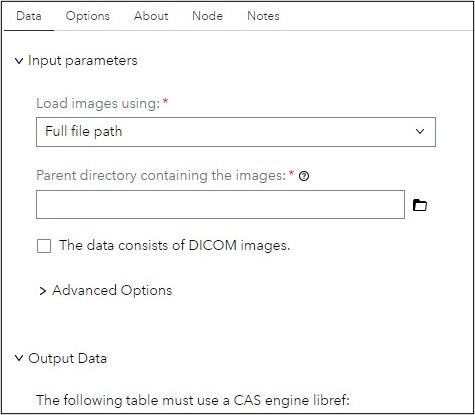 Data Options About Node Notes
Input parameters
Load images using: *
Full file path
Parent directory containing the images: *
The data consists of DICOM images.
Advanced Options
Output Data
The following table must use a CAS engine libref: